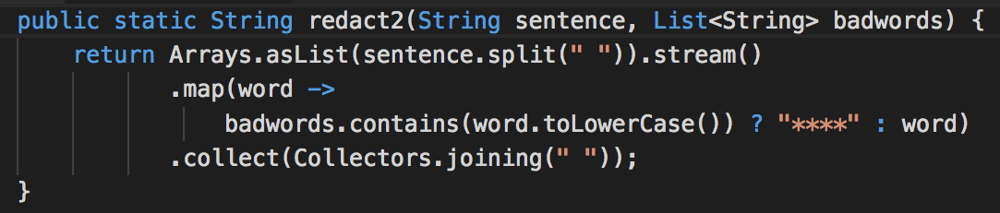 public static String redact2(String sentence, List<String> badwords) {
    return Arrays.asList(sentence.split(" ")).stream()
           .map(word ->
               badwords.contains(word.toLowerCase()) ? "****" : word)
           .collect(Collectors.joining(" "));
}